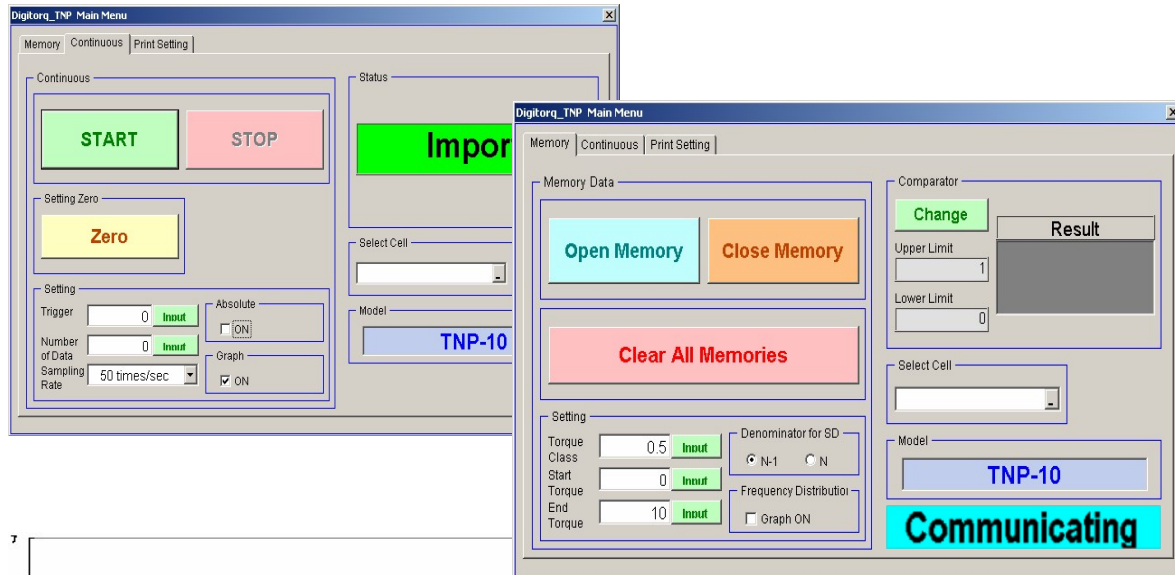 Digitorq_TNP Main Menu
Memory Continuous Print Setting
Continuous
START STOP
Setting Zero
Zero
Setting
Trigger 0 Input
Number of Data 0 Input
Sampling Rate 50 times/sec
Absolute
ON
Graph
ON
Status
Impor
Select Cell
Model
TNP-10
Digitorq_TNP Main Menu
Memory Continuous Print Setting
Memory Data
Open Memory Close Memory
Clear All Memories
Setting
Torque Class 0.5 Input
Start Torque 0 Input
End Torque 10 Input
Denominator for SD
N-1 N
Frequency Distribution
Graph ON
Comparator
Change
Result
Upper Limit
1
Lower Limit
0
Select Cell
Model
TNP-10
Communicating
7